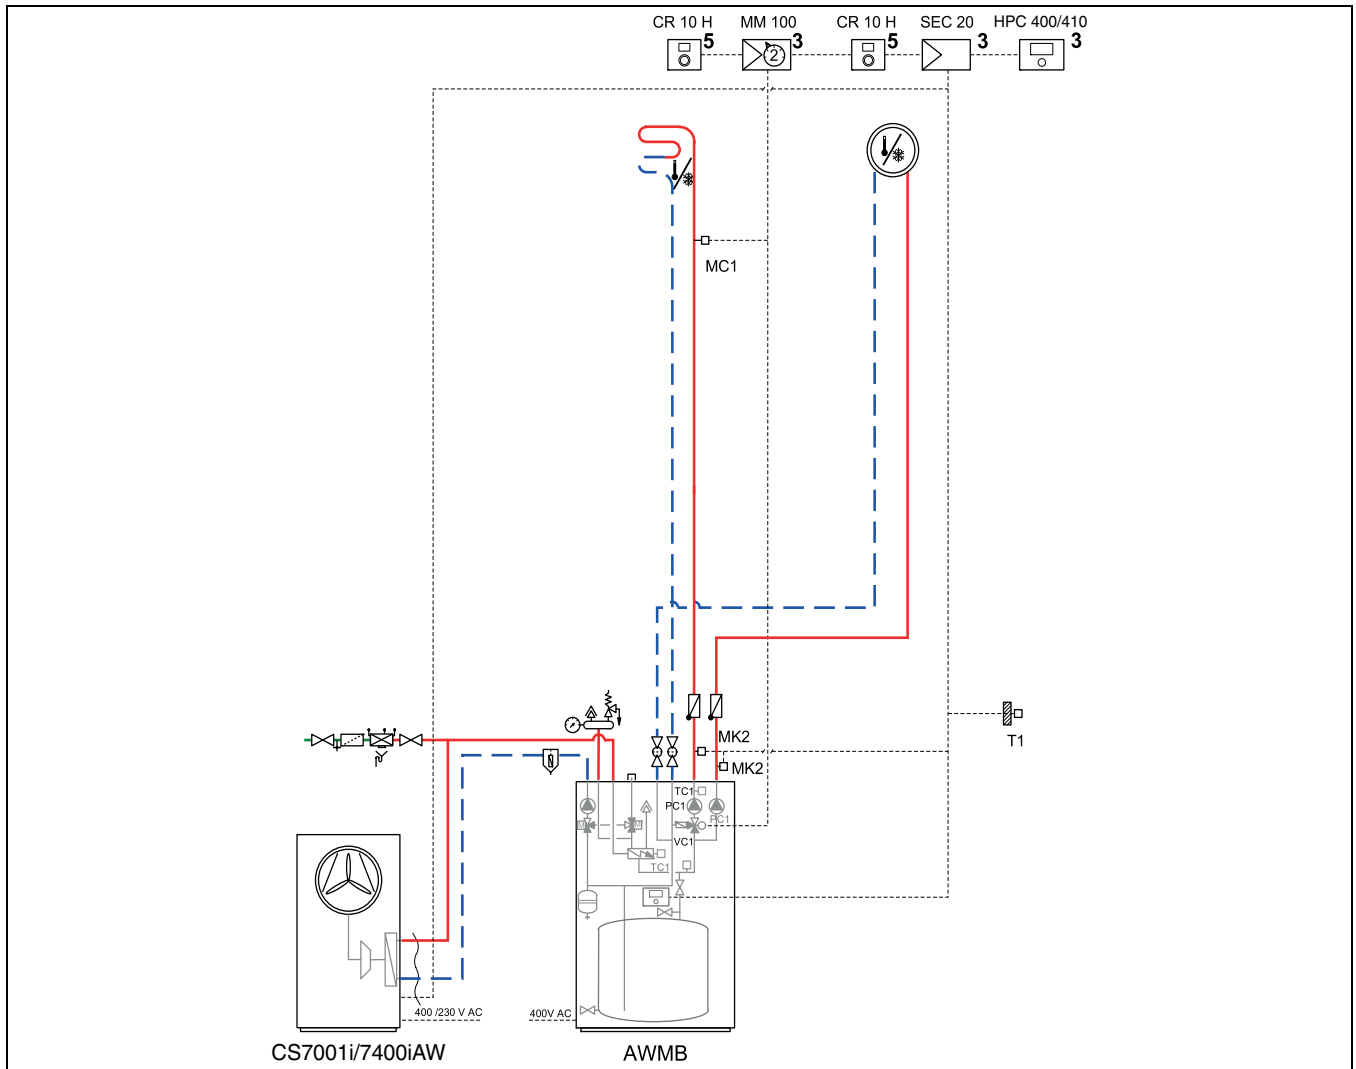 CR 10 H MM 100 CR 10 H SEC 20 HPC 400/410
5 3 5 3 3
2
MC1
MK2
T1
MK2
TC1
PC1
PC1
M M
VC1
TC1
400 /230 V AC
400V AC
CS7001i/7400iAW
AWMB